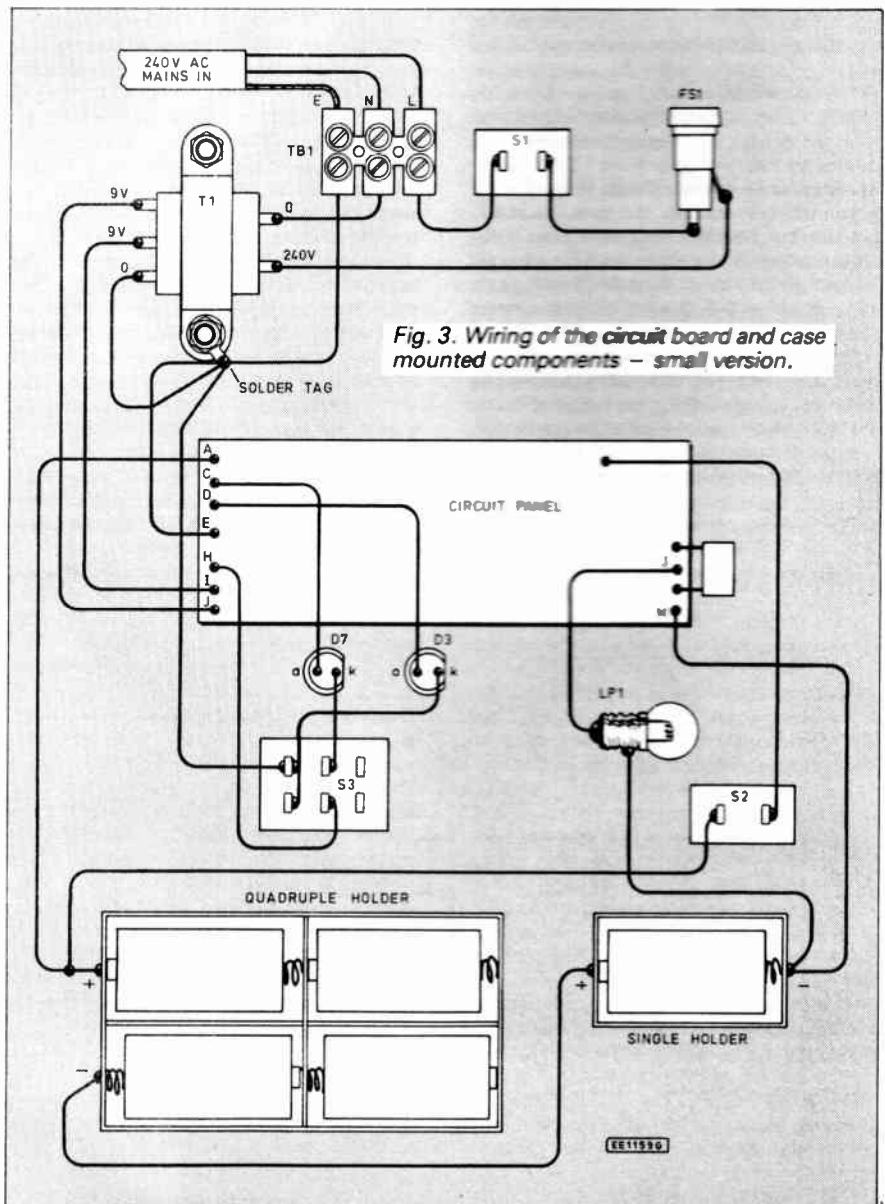 240V AC
MAINS IN
E N L
FS1
TB1
S1
9V
T1
0
9V
240V
0
Fig. 3. Wiring of the circuit board and case
mounted components – small version.
SOLDER TAG
A
C
D
CIRCUIT PANEL
E
H
J
I
J
W
D7 D3
a k a k
LP1
S3
S2
QUADRUPLE HOLDER
+ + -
SINGLE HOLDER
-
EE1159G